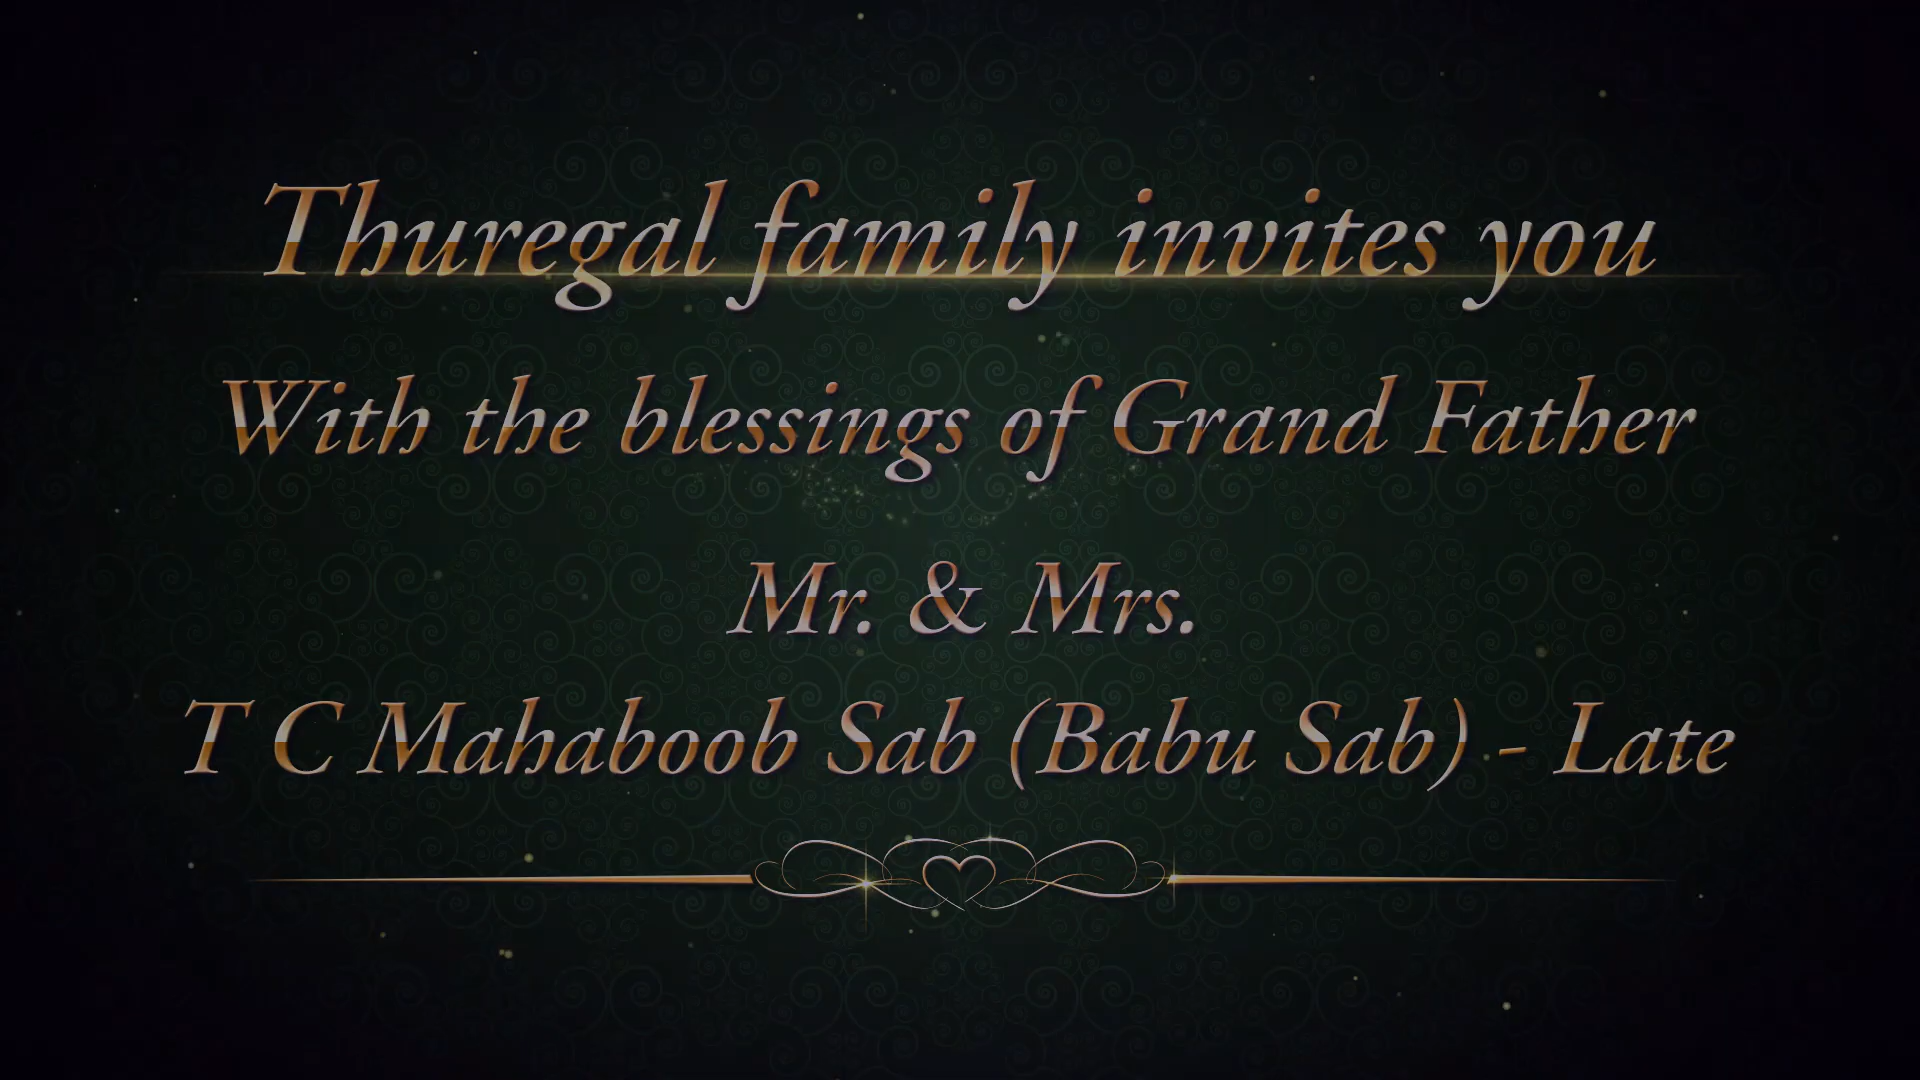 Thuregal family invites you
With the blessings of Grand Father
Mr. & Mrs.
T C Mahaboob Sab (Babu Sab) - Late